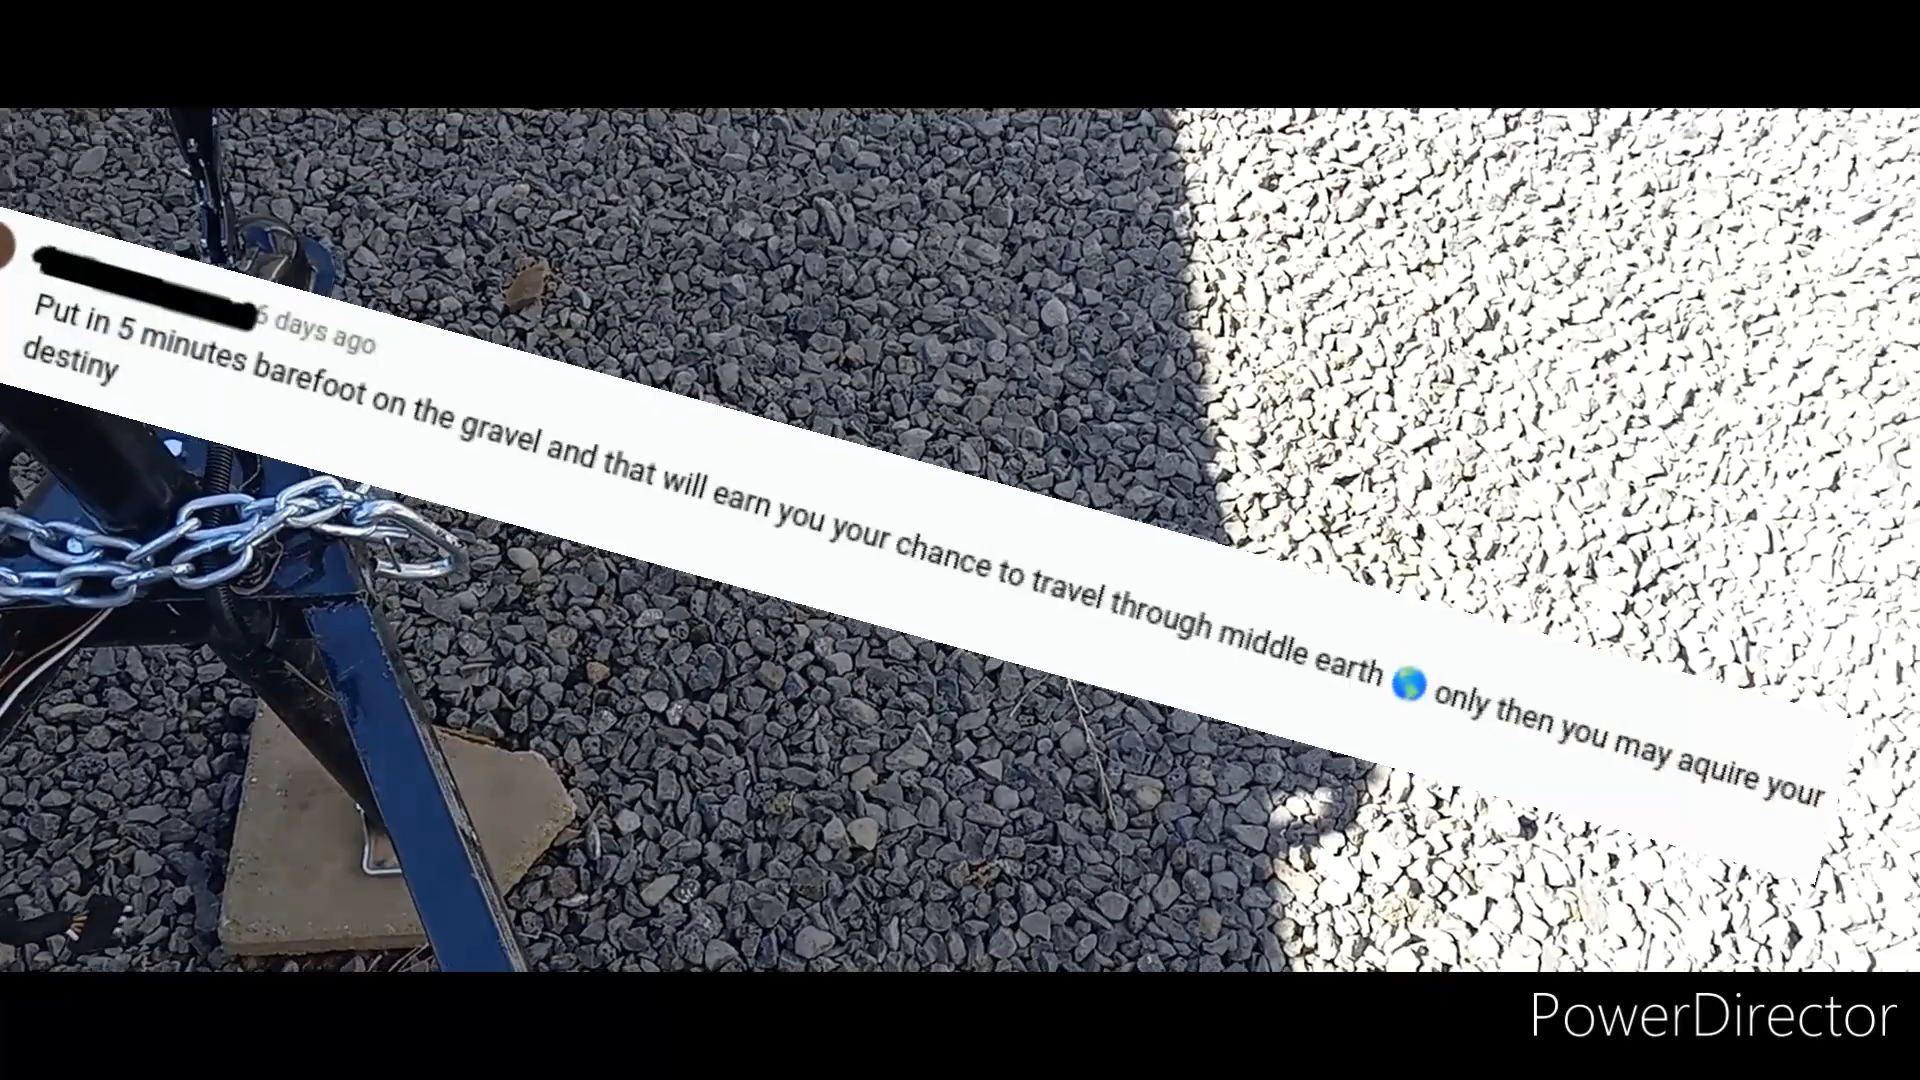 6 days ago
Put in 5 minutes barefoot on the gravel and that will earn you your chance to travel through middle earth 🌎 only then you may aquire your
destiny
PowerDirector